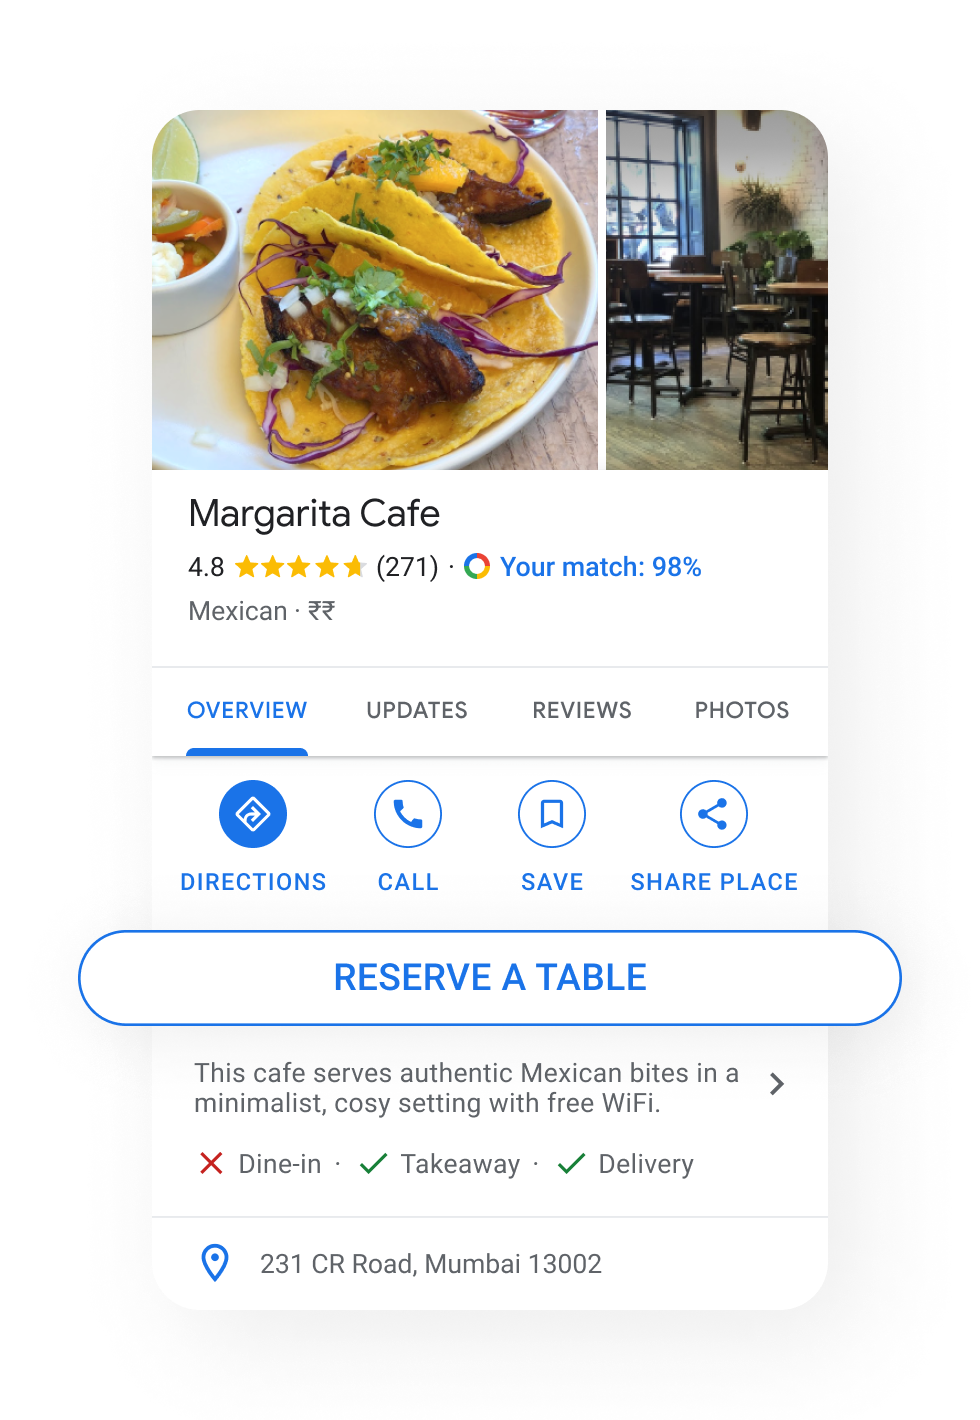 Margarita Cafe
4.8 (271) · Your match: 98%
Mexican · ₹₹
OVERVIEW UPDATES REVIEWS PHOTOS
DIRECTIONS CALL SAVE SHARE PLACE
RESERVE A TABLE
This cafe serves authentic Mexican bites in a
minimalist, cosy setting with free WiFi.
Dine-in · Takeaway · Delivery
231 CR Road, Mumbai 13002